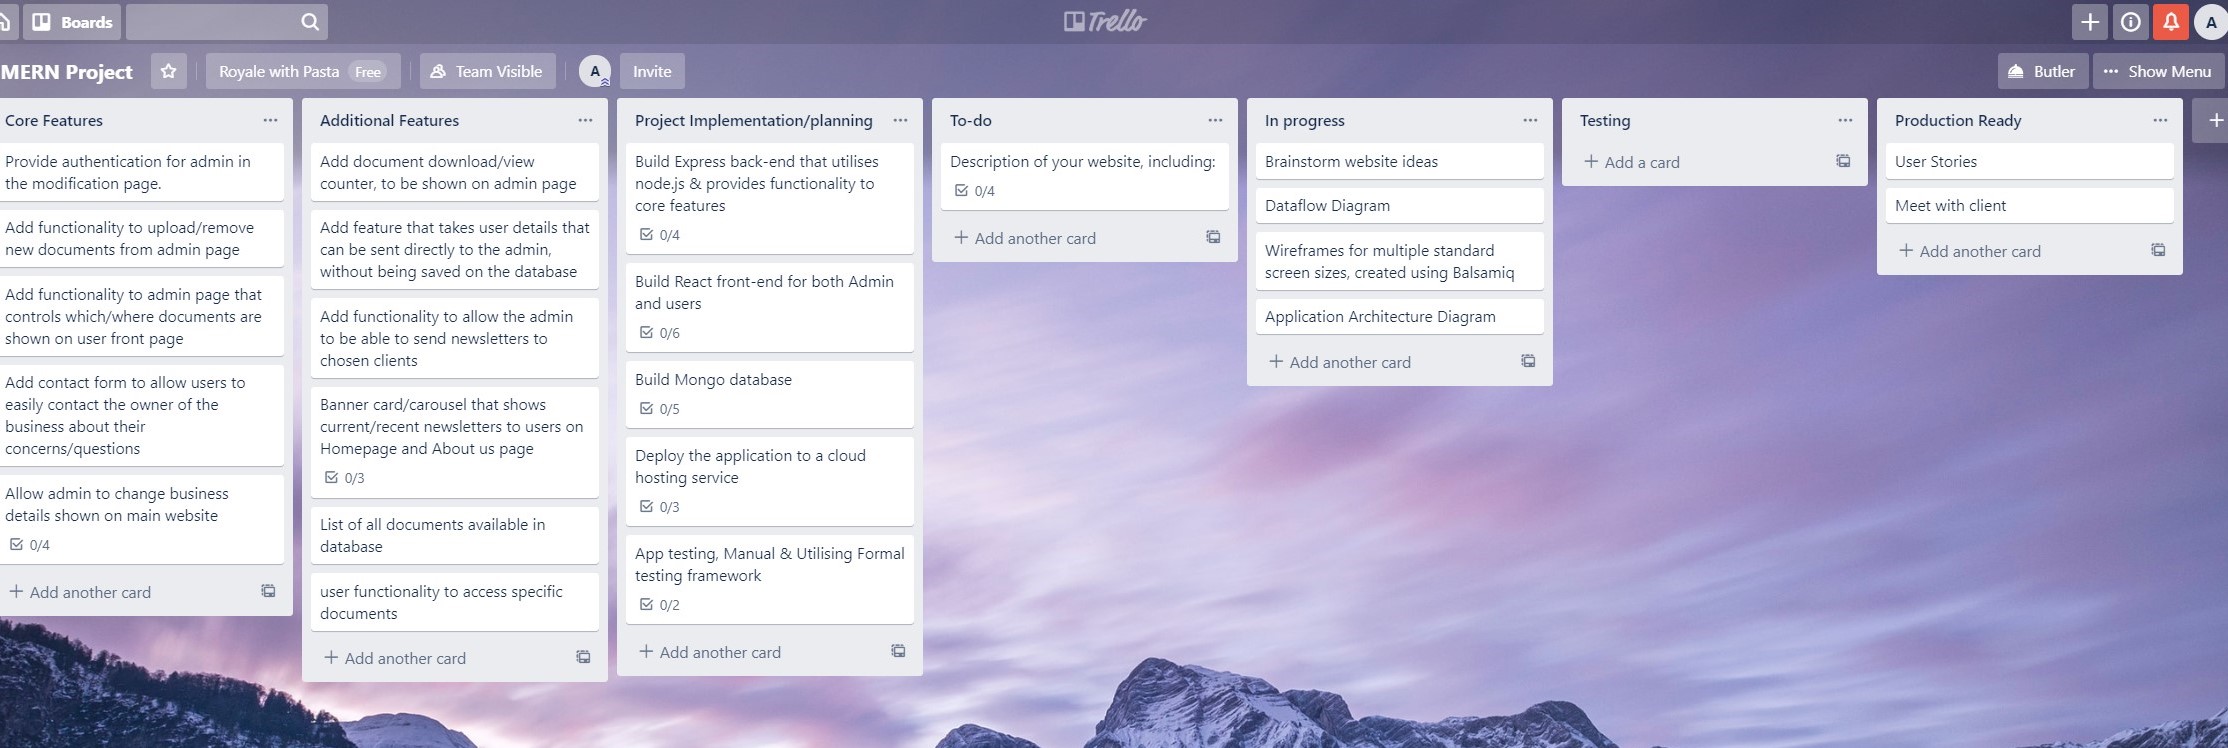 Boards
Trello
A
MERN Project
Royale with Pasta Free
Team Visible
A
Invite
Butler
··· Show Menu
Core Features
Provide authentication for admin in
the modification page.
Add functionality to upload/remove
new documents from admin page
Add functionality to admin page that
controls which/where documents are
shown on user front page
Add contact form to allow users to
easily contact the owner of the
business about their
concerns/questions
Allow admin to change business
details shown on main website
0/4
+ Add another card
Additional Features
Add document download/view
counter, to be shown on admin page
Add feature that takes user details that
can be sent directly to the admin,
without being saved on the database
Add functionality to allow the admin
to be able to send newsletters to
chosen clients
Banner card/carousel that shows
current/recent newsletters to users on
Homepage and About us page
0/3
List of all documents available in
database
user functionality to access specific
documents
+ Add another card
Project Implementation/planning
Build Express back-end that utilises
node.js & provides functionality to
core features
0/4
Build React front-end for both Admin
and users
0/6
Build Mongo database
0/5
Deploy the application to a cloud
hosting service
0/3
App testing, Manual & Utilising Formal
testing framework
0/2
+ Add another card
To-do
Description of your website, including:
0/4
+ Add another card
In progress
Brainstorm website ideas
Dataflow Diagram
Wireframes for multiple standard
screen sizes, created using Balsamiq
Application Architecture Diagram
+ Add another card
Testing
+ Add a card
Production Ready
User Stories
Meet with client
+ Add another card